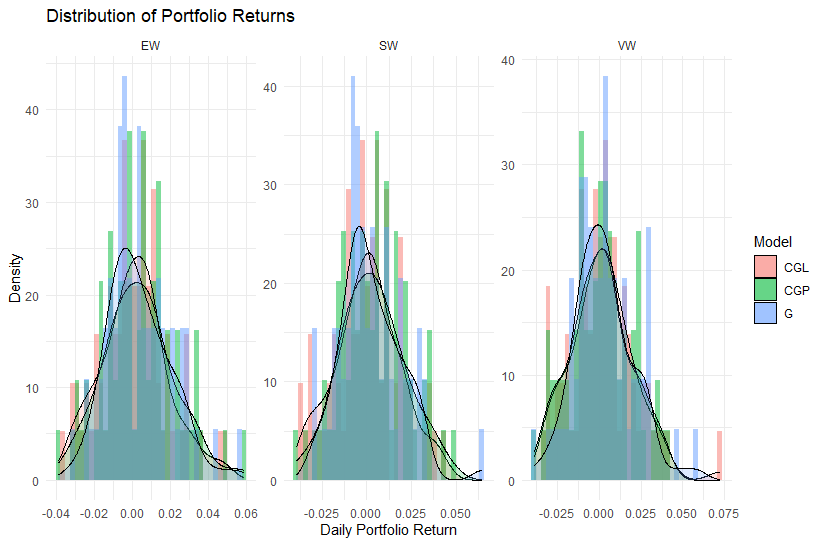 Distribution of Portfolio Returns
EW
SW
VW
Density
40
30
20
10
0
-0.04 -0.02 0.00 0.02 0.04 0.06
30
20
10
0
40
-0.025 0.000 0.025 0.050
40
30
20
10
0
-0.025 0.000 0.025 0.050 0.075
Daily Portfolio Return
Model
CGL
CGP
G